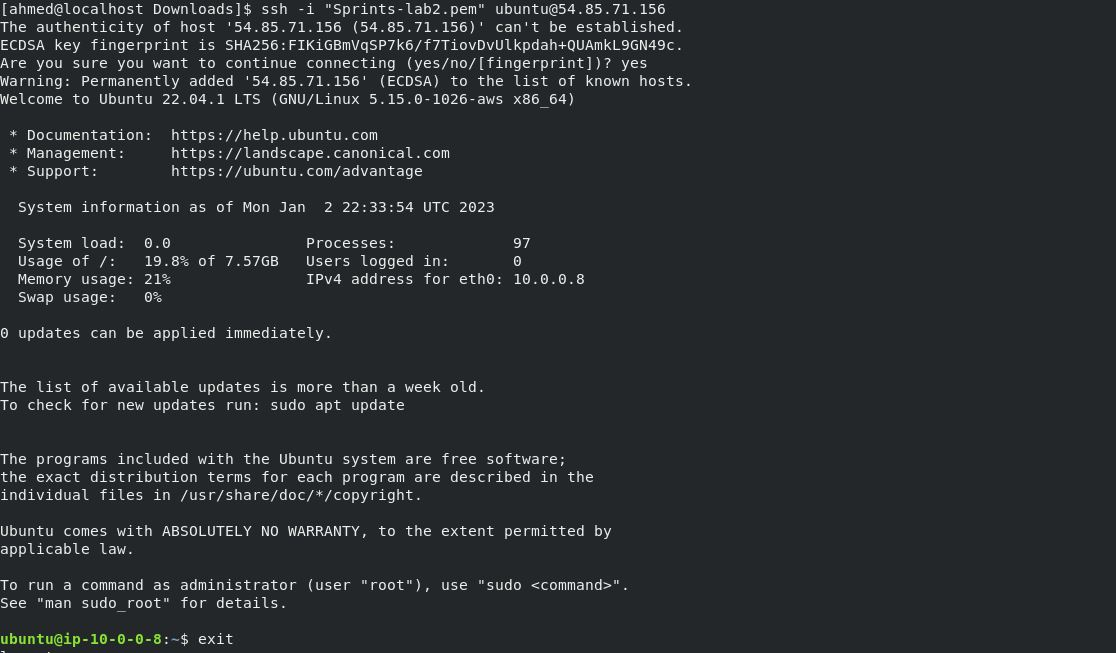 [ahmed@localhost Downloads]$ ssh -i "Sprints-lab2.pem" ubuntu@54.85.71.156
The authenticity of host '54.85.71.156 (54.85.71.156)' can't be established.
ECDSA key fingerprint is SHA256:FIKiGBmVqSP7k6/f7TiovDvUlkpdah+QUAmkL9GN49c.
Are you sure you want to continue connecting (yes/no/[fingerprint])? yes
Warning: Permanently added '54.85.71.156' (ECDSA) to the list of known hosts.
Welcome to Ubuntu 22.04.1 LTS (GNU/Linux 5.15.0-1026-aws x86_64)
* Documentation:  https://help.ubuntu.com
* Management:     https://landscape.canonical.com
* Support:        https://ubuntu.com/advantage
System information as of Mon Jan  2 22:33:54 UTC 2023
System load:  0.0               Processes:             97
Usage of /:   19.8% of 7.57GB   Users logged in:       0
Memory usage: 21%               IPv4 address for eth0: 10.0.0.8
Swap usage:   0%
0 updates can be applied immediately.
The list of available updates is more than a week old.
To check for new updates run: sudo apt update
The programs included with the Ubuntu system are free software;
the exact distribution terms for each program are described in the
individual files in /usr/share/doc/*/copyright.
Ubuntu comes with ABSOLUTELY NO WARRANTY, to the extent permitted by
applicable law.
To run a command as administrator (user "root"), use "sudo <command>".
See "man sudo_root" for details.
ubuntu@ip-10-0-0-8:~$ exit